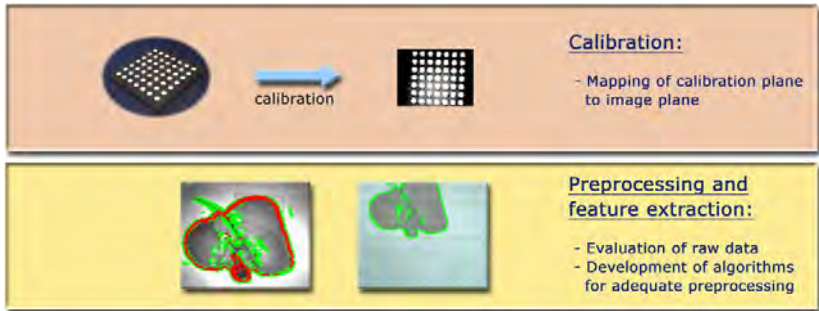 calibration
Calibration:
- Mapping of calibration plane
to image plane
Preprocessing and
feature extraction:
- Evaluation of raw data
- Development of algorithms
for adequate preprocessing